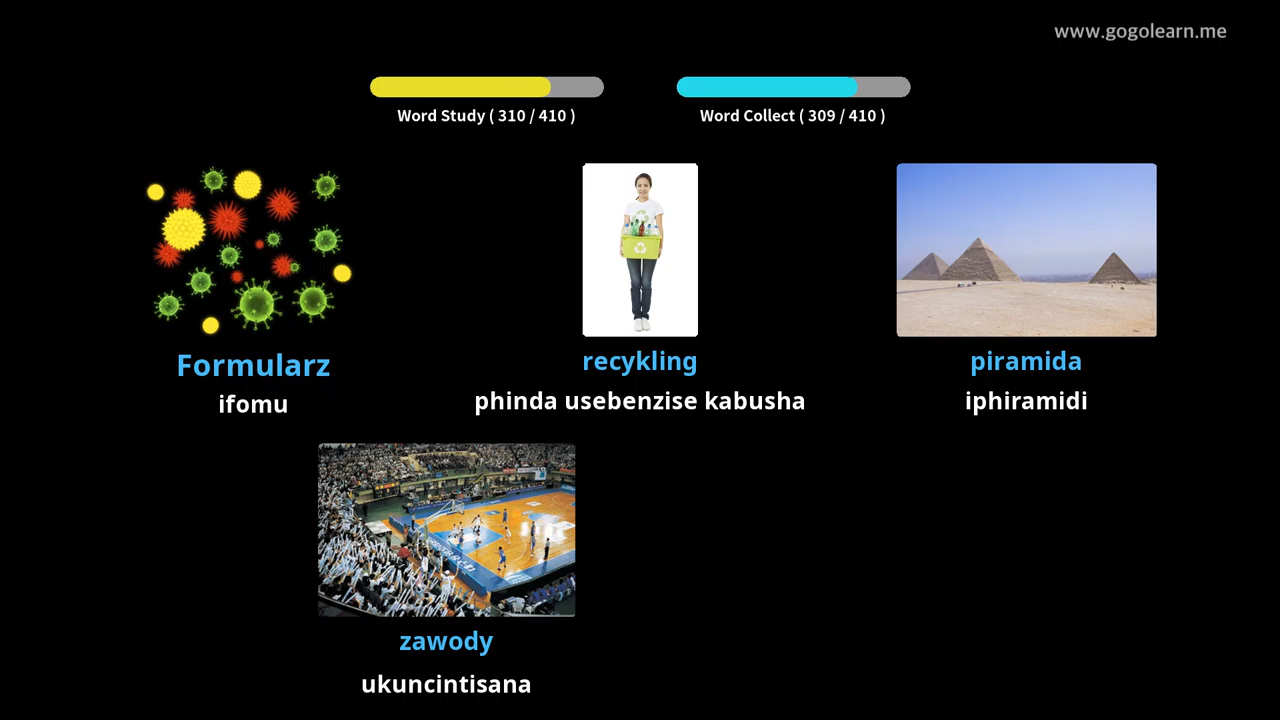 www.gogolearn.me
Word Study ( 310 / 410 )
Word Collect ( 309 / 410 )
Formularz
ifomu
recykling
phinda usebenzise kabusha
piramida
iphiramidi
zawody
ukuncintisana